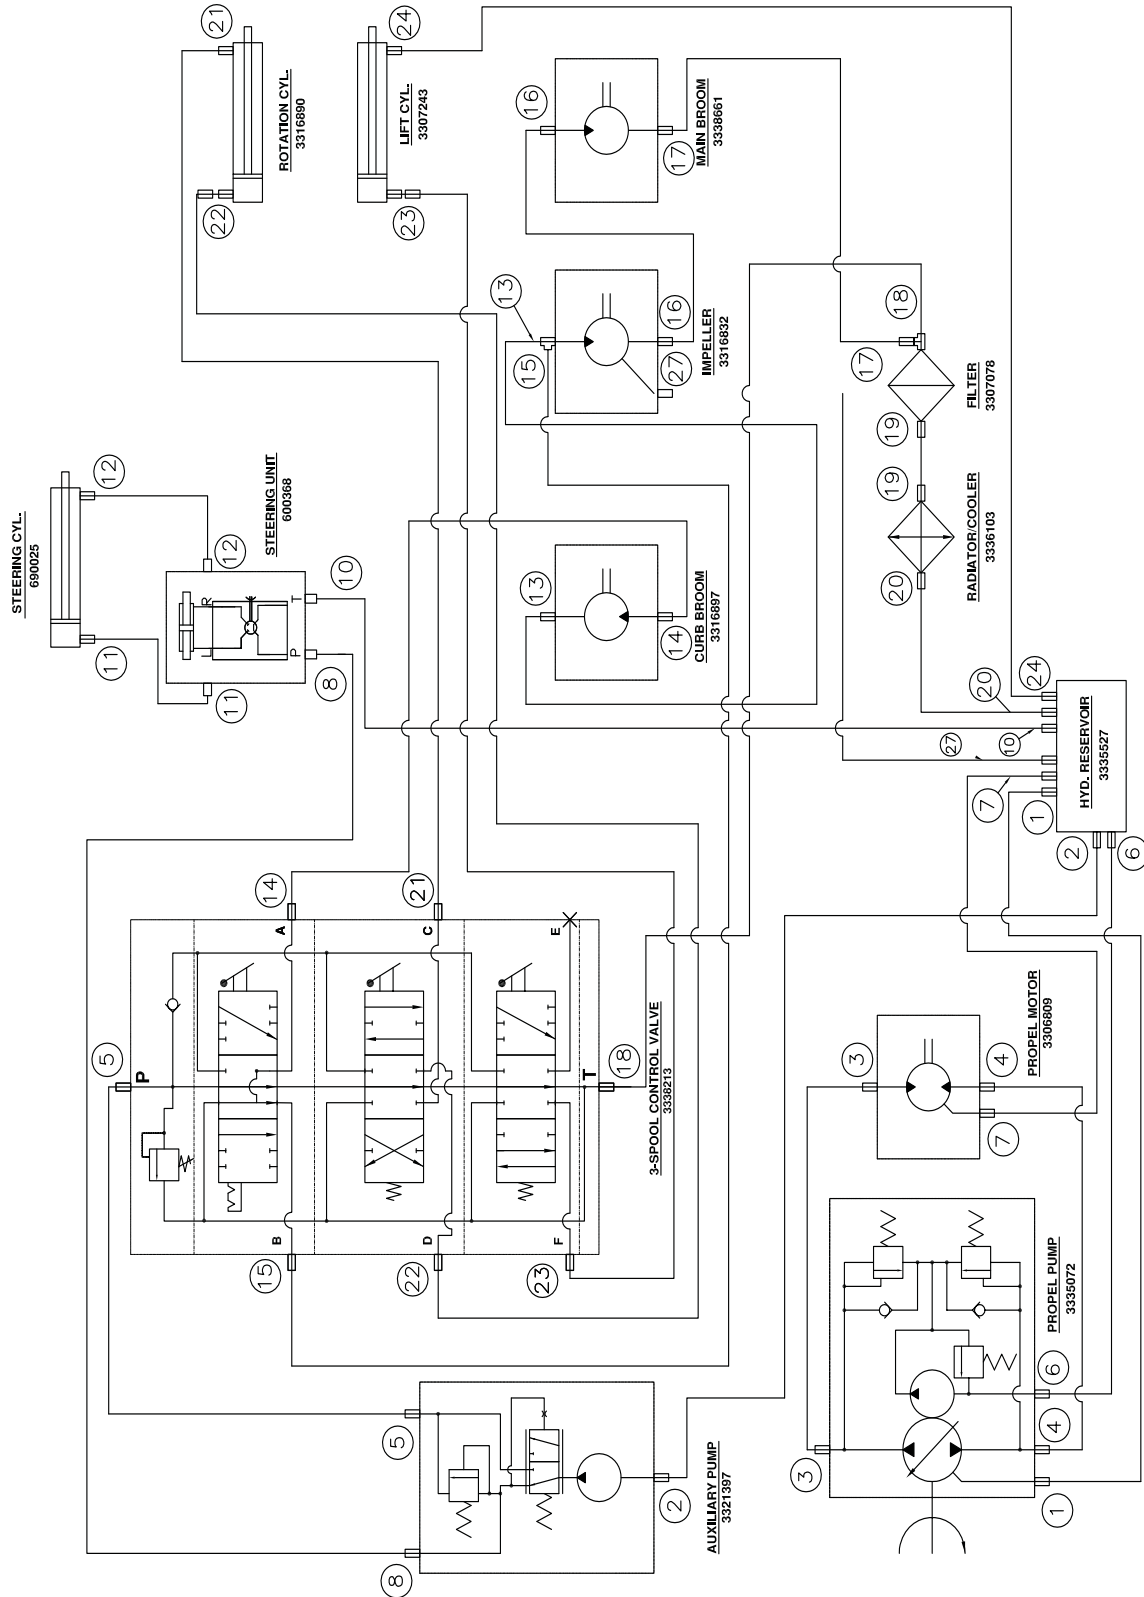 21
24
ROTATION CYL.
3316890
LIFT CYL.
3307243
22
23
16
17
MAIN BROOM
3338661
13
15
16
27
IMPELLER
3316832
18
17
FILTER
3307078
19
19
RADIATOR/COOLER
3336103
20
STEERING CYL.
690025
12
11
12
11
STEERING UNIT
600368
L
R
P
T
8
10
13
14
CURB BROOM
3316897
24
20
10
27
7
1
2
6
HYD. RESERVOIR
3335527
14
21
A
C
E
5
P
T
18
3-SPOOL CONTROL VALVE
3338213
B
D
F
15
22
23
3
4
7
PROPEL MOTOR
3306809
5
8
2
AUXILIARY PUMP
3321397
3
6
4
1
PROPEL PUMP
3335072